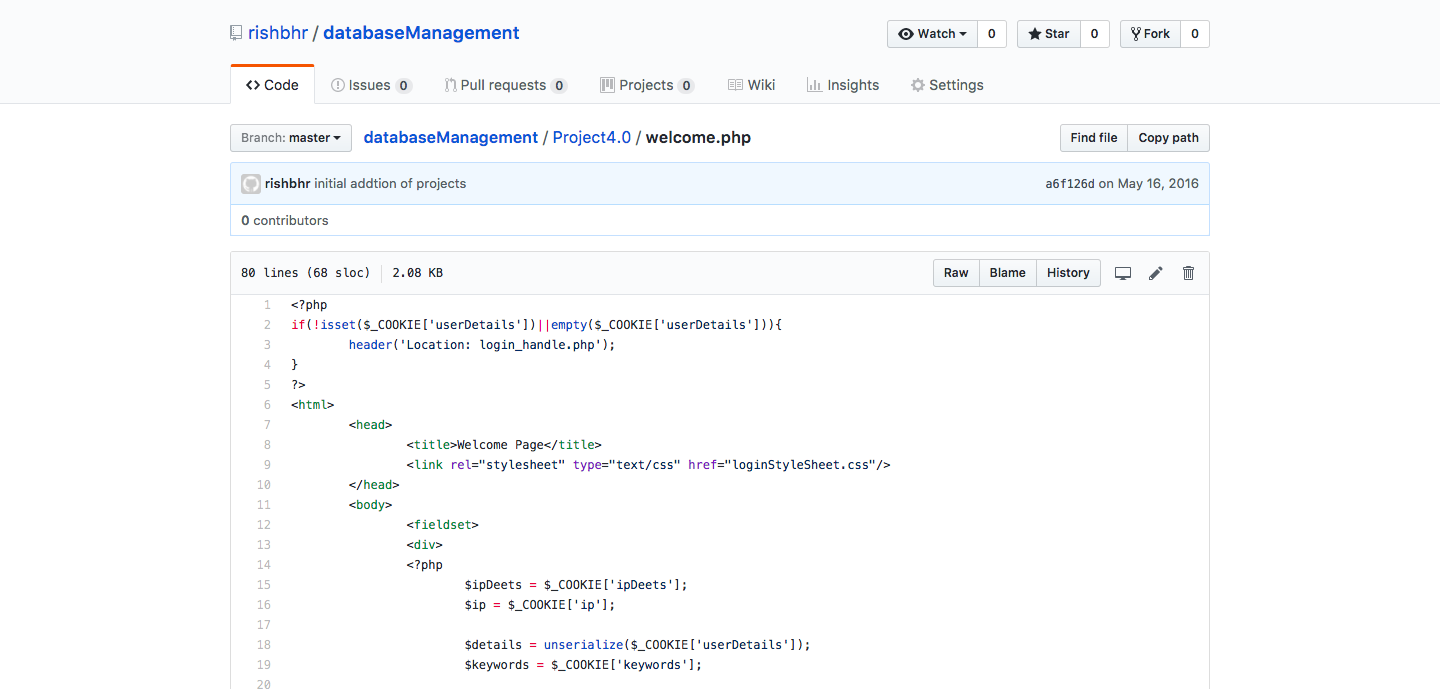 rishbhr / databaseManagement
Watch 0 Star 0 Fork 0
Code Issues 0 Pull requests 0 Projects 0 Wiki Insights Settings
Branch: master databaseManagement / Project4.0 / welcome.php Find file Copy path
rishbhr initial addtion of projects a6f126d on May 16, 2016
0 contributors
80 lines (68 sloc) 2.08 KB Raw Blame History
1 <?php
2 if(!isset($_COOKIE['userDetails'])||empty($_COOKIE['userDetails'])){
3 header('Location: login_handle.php');
4 }
5 ?>
6 <html>
7 <head>
8 <title>Welcome Page</title>
9 <link rel="stylesheet" type="text/css" href="loginStyleSheet.css"/>
10 </head>
11 <body>
12 <fieldset>
13 <div>
14 <?php
15 $ipDeets = $_COOKIE['ipDeets'];
16 $ip = $_COOKIE['ip'];
17
18 $details = unserialize($_COOKIE['userDetails']);
19 $keywords = $_COOKIE['keywords'];
20